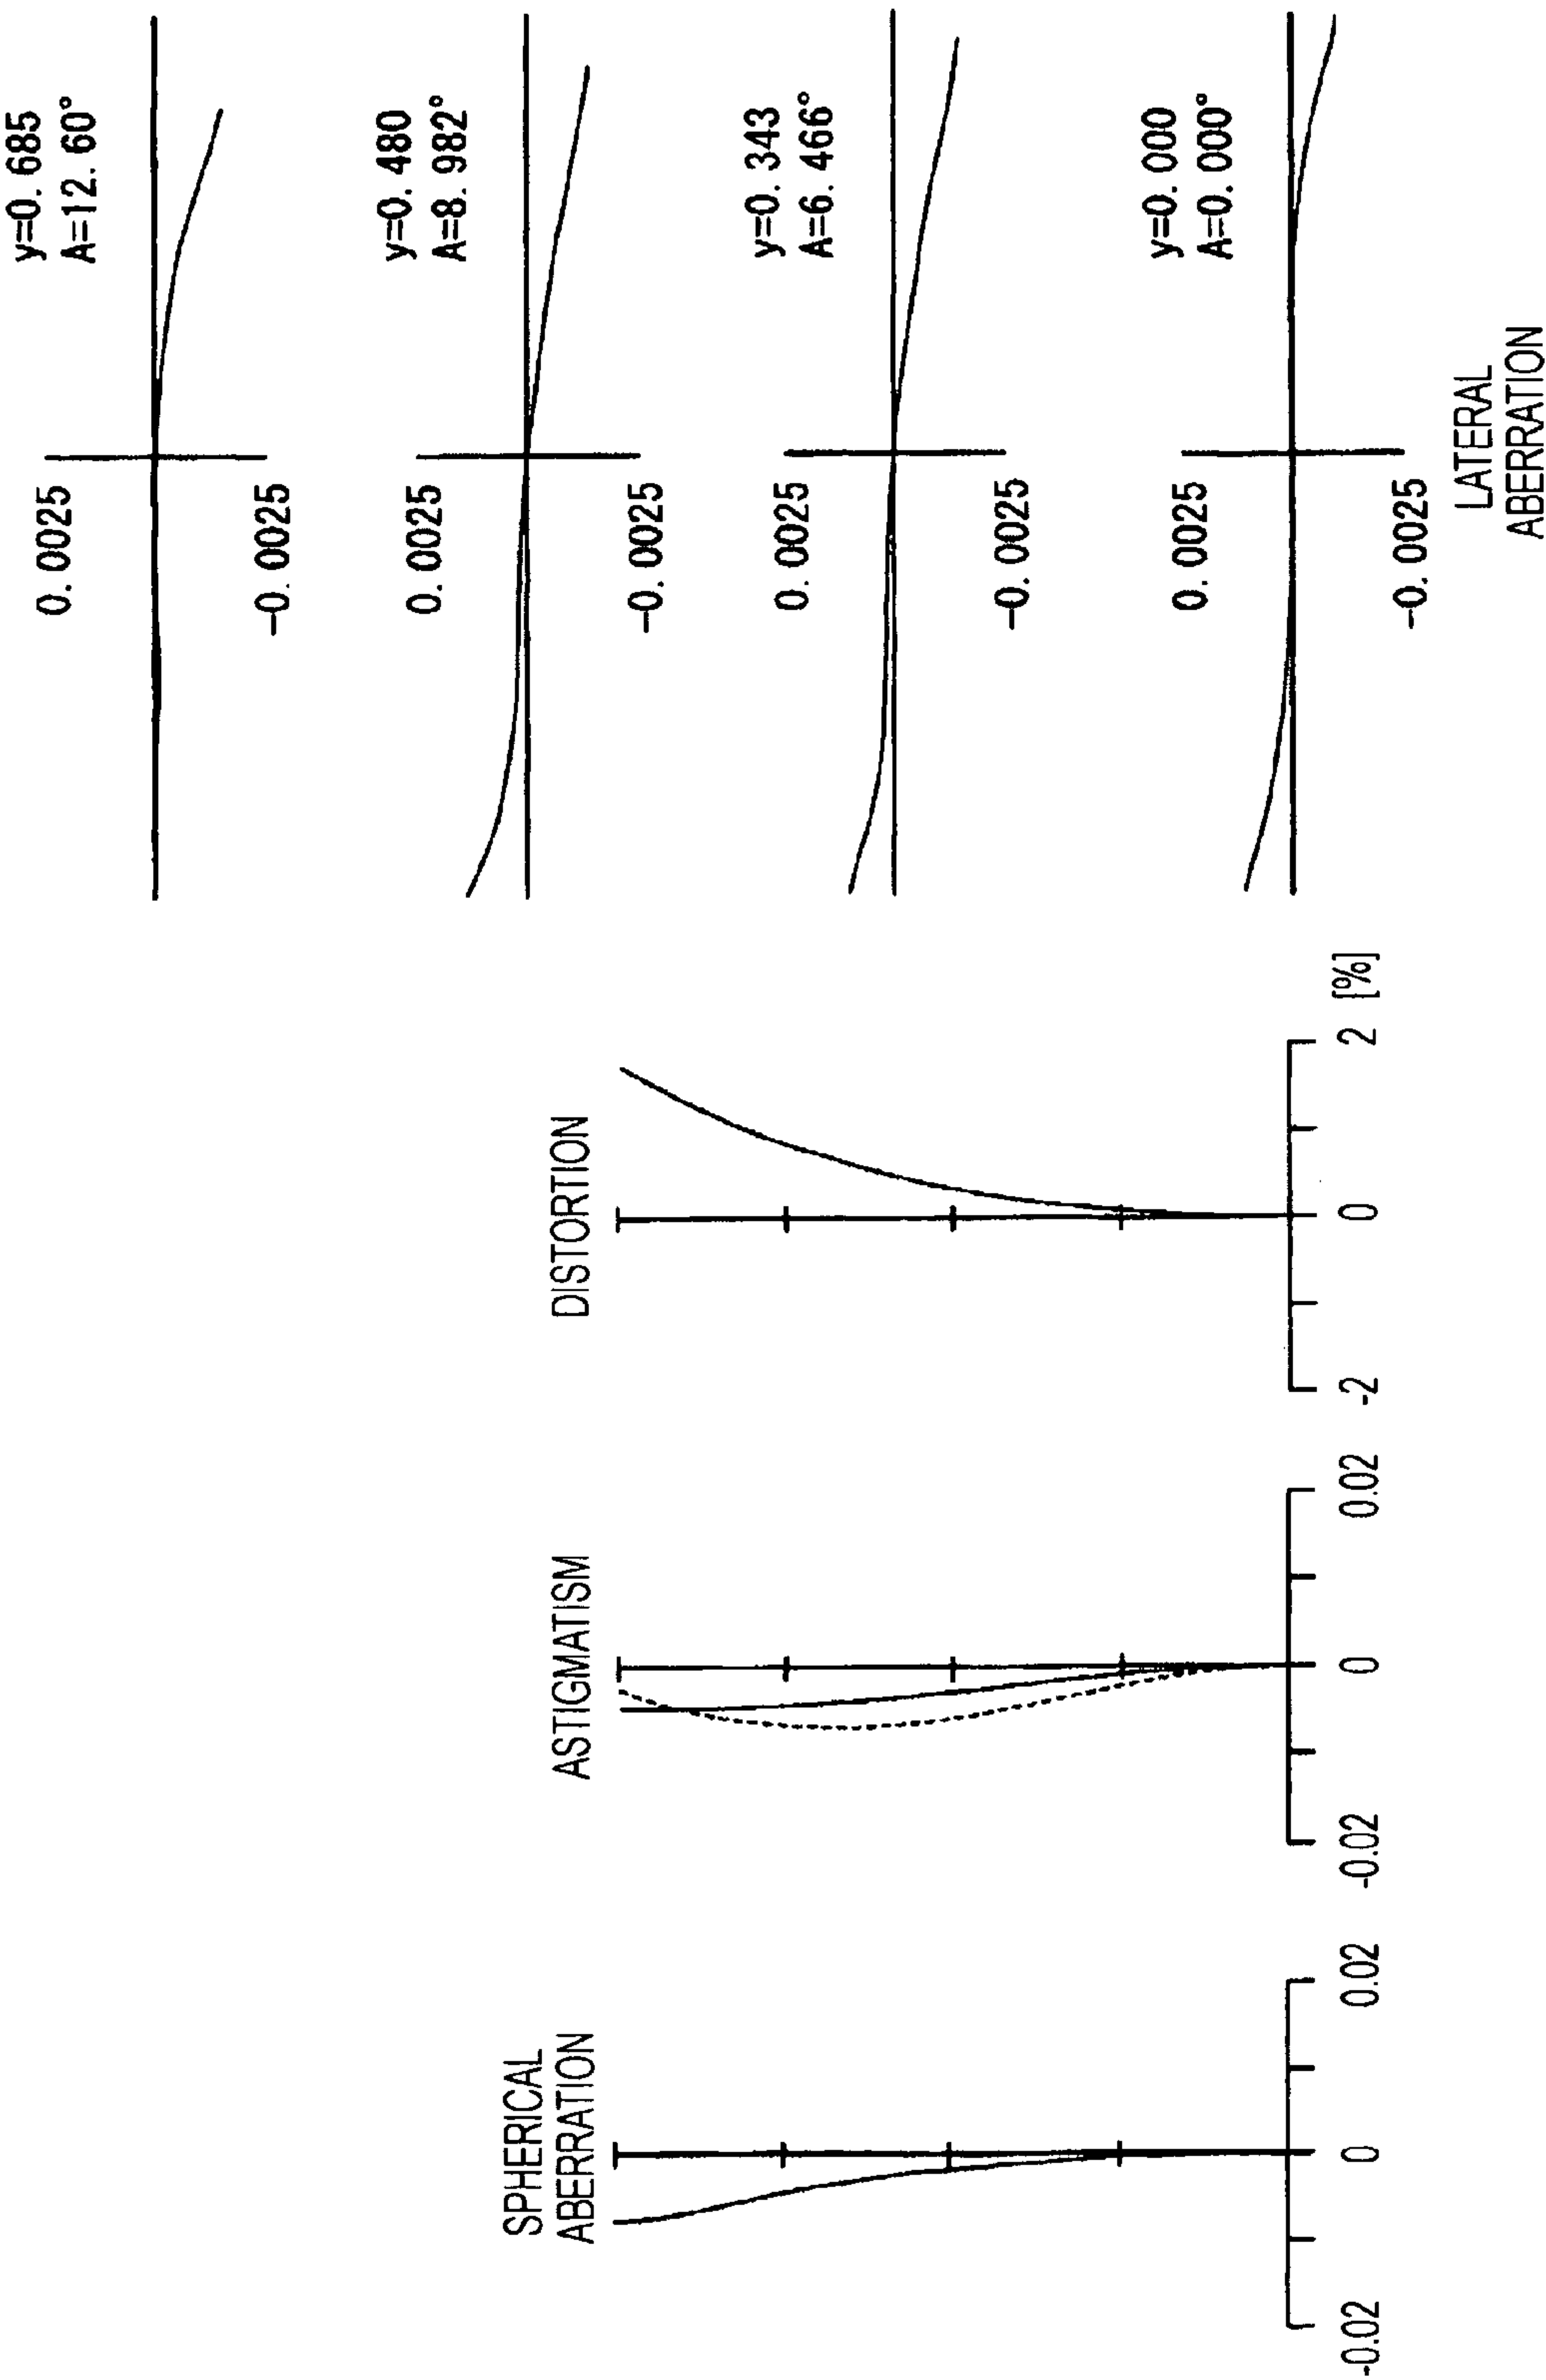 SPHERICAL
ABERRATION
-0.02
0
0.02
ASTIGMATISM
-0.02
0
0.02
DISTORTION
-2
0
2
[%]
y=0.685
A=12.60°
0.0025
-0.0025
y=0.480
A=8.982°
0.0025
-0.0025
y=0.343
A=6.466°
0.0025
-0.0025
y=0.000
A=0.000°
0.0025
-0.0025
LATERAL
ABERRATION